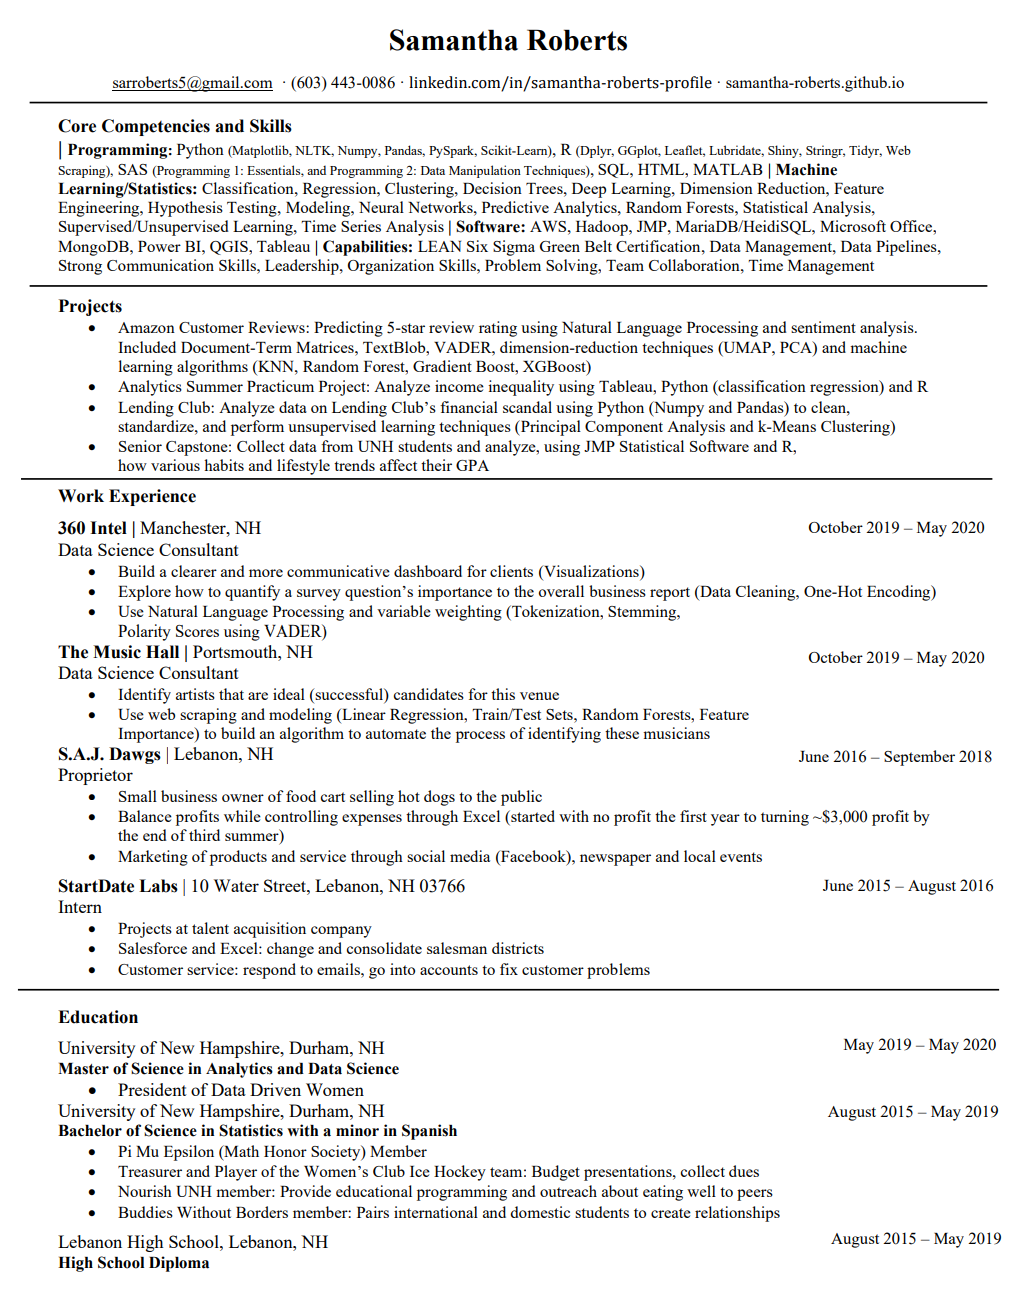 Samantha Roberts
sarroberts5@gmail.com · (603) 443-0086 · linkedin.com/in/samantha-roberts-profile · samantha-roberts.github.io
Core Competencies and Skills
| Programming: Python (Matplotlib, NLTK, Numpy, Pandas, PySpark, Scikit-Learn), R (Dplyr, GGplot, Leaflet, Lubridate, Shiny, Stringr, Tidyr, Web
Scraping), SAS (Programming 1: Essentials, and Programming 2: Data Manipulation Techniques), SQL, HTML, MATLAB | Machine
Learning/Statistics: Classification, Regression, Clustering, Decision Trees, Deep Learning, Dimension Reduction, Feature
Engineering, Hypothesis Testing, Modeling, Neural Networks, Predictive Analytics, Random Forests, Statistical Analysis,
Supervised/Unsupervised Learning, Time Series Analysis | Software: AWS, Hadoop, JMP, MariaDB/HeidiSQL, Microsoft Office,
MongoDB, Power BI, QGIS, Tableau | Capabilities: LEAN Six Sigma Green Belt Certification, Data Management, Data Pipelines,
Strong Communication Skills, Leadership, Organization Skills, Problem Solving, Team Collaboration, Time Management
Projects
• Amazon Customer Reviews: Predicting 5-star review rating using Natural Language Processing and sentiment analysis.
Included Document-Term Matrices, TextBlob, VADER, dimension-reduction techniques (UMAP, PCA) and machine
learning algorithms (KNN, Random Forest, Gradient Boost, XGBoost)
• Analytics Summer Practicum Project: Analyze income inequality using Tableau, Python (classification regression) and R
• Lending Club: Analyze data on Lending Club's financial scandal using Python (Numpy and Pandas) to clean,
standardize, and perform unsupervised learning techniques (Principal Component Analysis and k-Means Clustering)
• Senior Capstone: Collect data from UNH students and analyze, using JMP Statistical Software and R,
how various habits and lifestyle trends affect their GPA
Work Experience
360 Intel | Manchester, NH October 2019 – May 2020
Data Science Consultant
• Build a clearer and more communicative dashboard for clients (Visualizations)
• Explore how to quantify a survey question's importance to the overall business report (Data Cleaning, One-Hot Encoding)
• Use Natural Language Processing and variable weighting (Tokenization, Stemming,
Polarity Scores using VADER)
The Music Hall | Portsmouth, NH October 2019 – May 2020
Data Science Consultant
• Identify artists that are ideal (successful) candidates for this venue
• Use web scraping and modeling (Linear Regression, Train/Test Sets, Random Forests, Feature
Importance) to build an algorithm to automate the process of identifying these musicians
S.A.J. Dawgs | Lebanon, NH June 2016 – September 2018
Proprietor
• Small business owner of food cart selling hot dogs to the public
• Balance profits while controlling expenses through Excel (started with no profit the first year to turning ~$3,000 profit by
the end of third summer)
• Marketing of products and service through social media (Facebook), newspaper and local events
StartDate Labs | 10 Water Street, Lebanon, NH 03766 June 2015 – August 2016
Intern
• Projects at talent acquisition company
• Salesforce and Excel: change and consolidate salesman districts
• Customer service: respond to emails, go into accounts to fix customer problems
Education
University of New Hampshire, Durham, NH May 2019 – May 2020
Master of Science in Analytics and Data Science
• President of Data Driven Women
University of New Hampshire, Durham, NH August 2015 – May 2019
Bachelor of Science in Statistics with a minor in Spanish
• Pi Mu Epsilon (Math Honor Society) Member
• Treasurer and Player of the Women's Club Ice Hockey team: Budget presentations, collect dues
• Nourish UNH member: Provide educational programming and outreach about eating well to peers
• Buddies Without Borders member: Pairs international and domestic students to create relationships
Lebanon High School, Lebanon, NH August 2015 – May 2019
High School Diploma